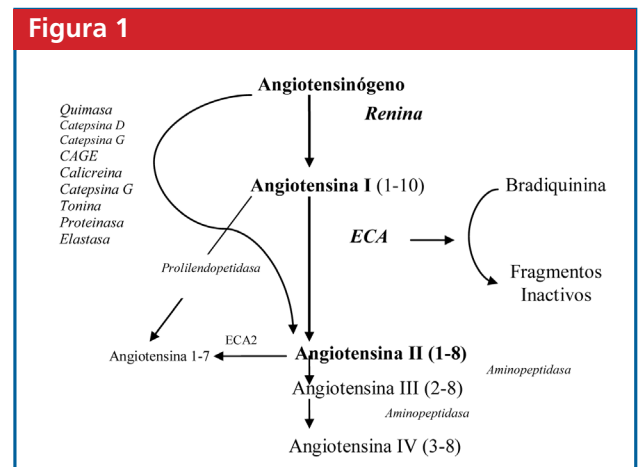 Figura 1
Angiotensinógeno
Renina
Quimasa
Catepsina D
Catepsina G
CAGE
Calicreina
Catepsina G
Tonina
Proteinasa
Elastasa
Angiotensina I (1-10)
Bradiquinina
ECA
Prolilendopetidasa
Fragmentos
Inactivos
ECA2
Angiotensina 1-7
Angiotensina II (1-8)
Aminopeptidasa
Angiotensina III (2-8)
Aminopeptidasa
Angiotensina IV (3-8)